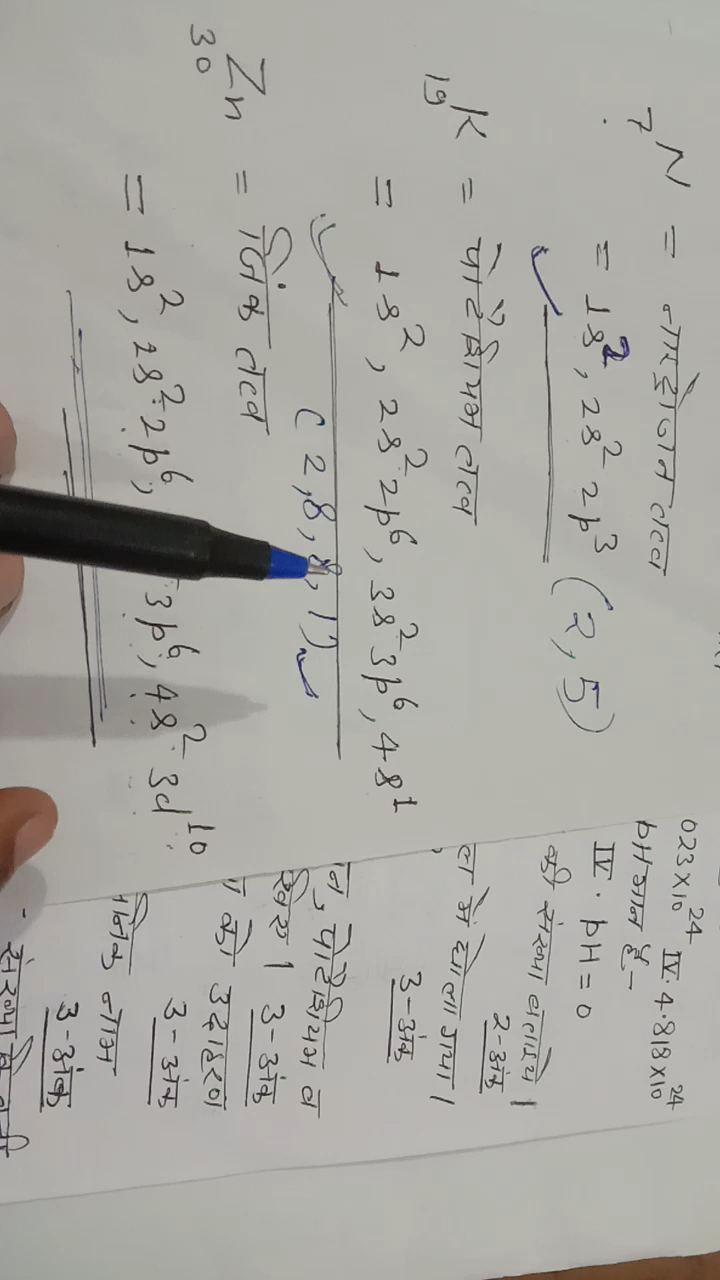 ₇N = नाइट्रोजन तत्व
= 1s², 2s² 2p³ (2, 5)
₁₉K = पोटेशियम तत्व
= 1s², 2s² 2p⁶, 3s² 3p⁶, 4s¹
(2, 8, 8, 1)
₃₀Zn = जिंक तत्व
= 1s², 2s² 2p⁶, 3p⁶, 4s² 3d¹⁰
023×10²⁴ IV. 4.818×10²⁴
pH मान है-
IV. pH = 0
की संख्या बताइये।
2-अंक
में घोला गया।
3-अंक
, पोटेशियम व
3-अंक
को उदाहरण
3-अंक
नाम
3-अंक